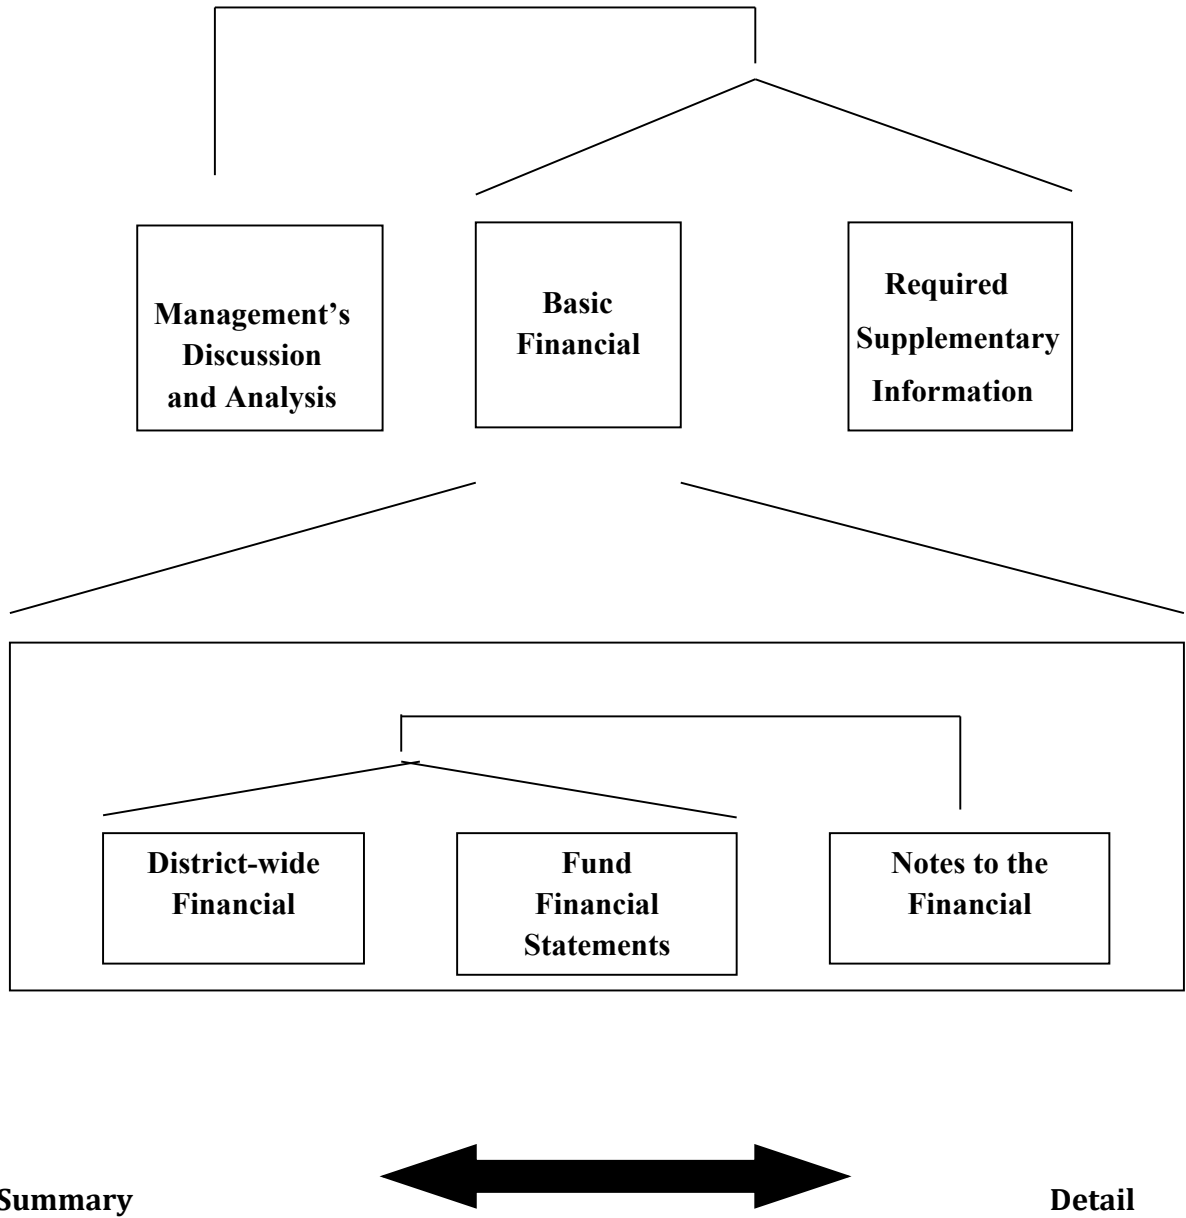 Management’s
Discussion
and Analysis
Basic
Financial
Required
Supplementary
Information
District-wide
Financial
Fund
Financial
Statements
Notes to the
Financial
Summary
Detail